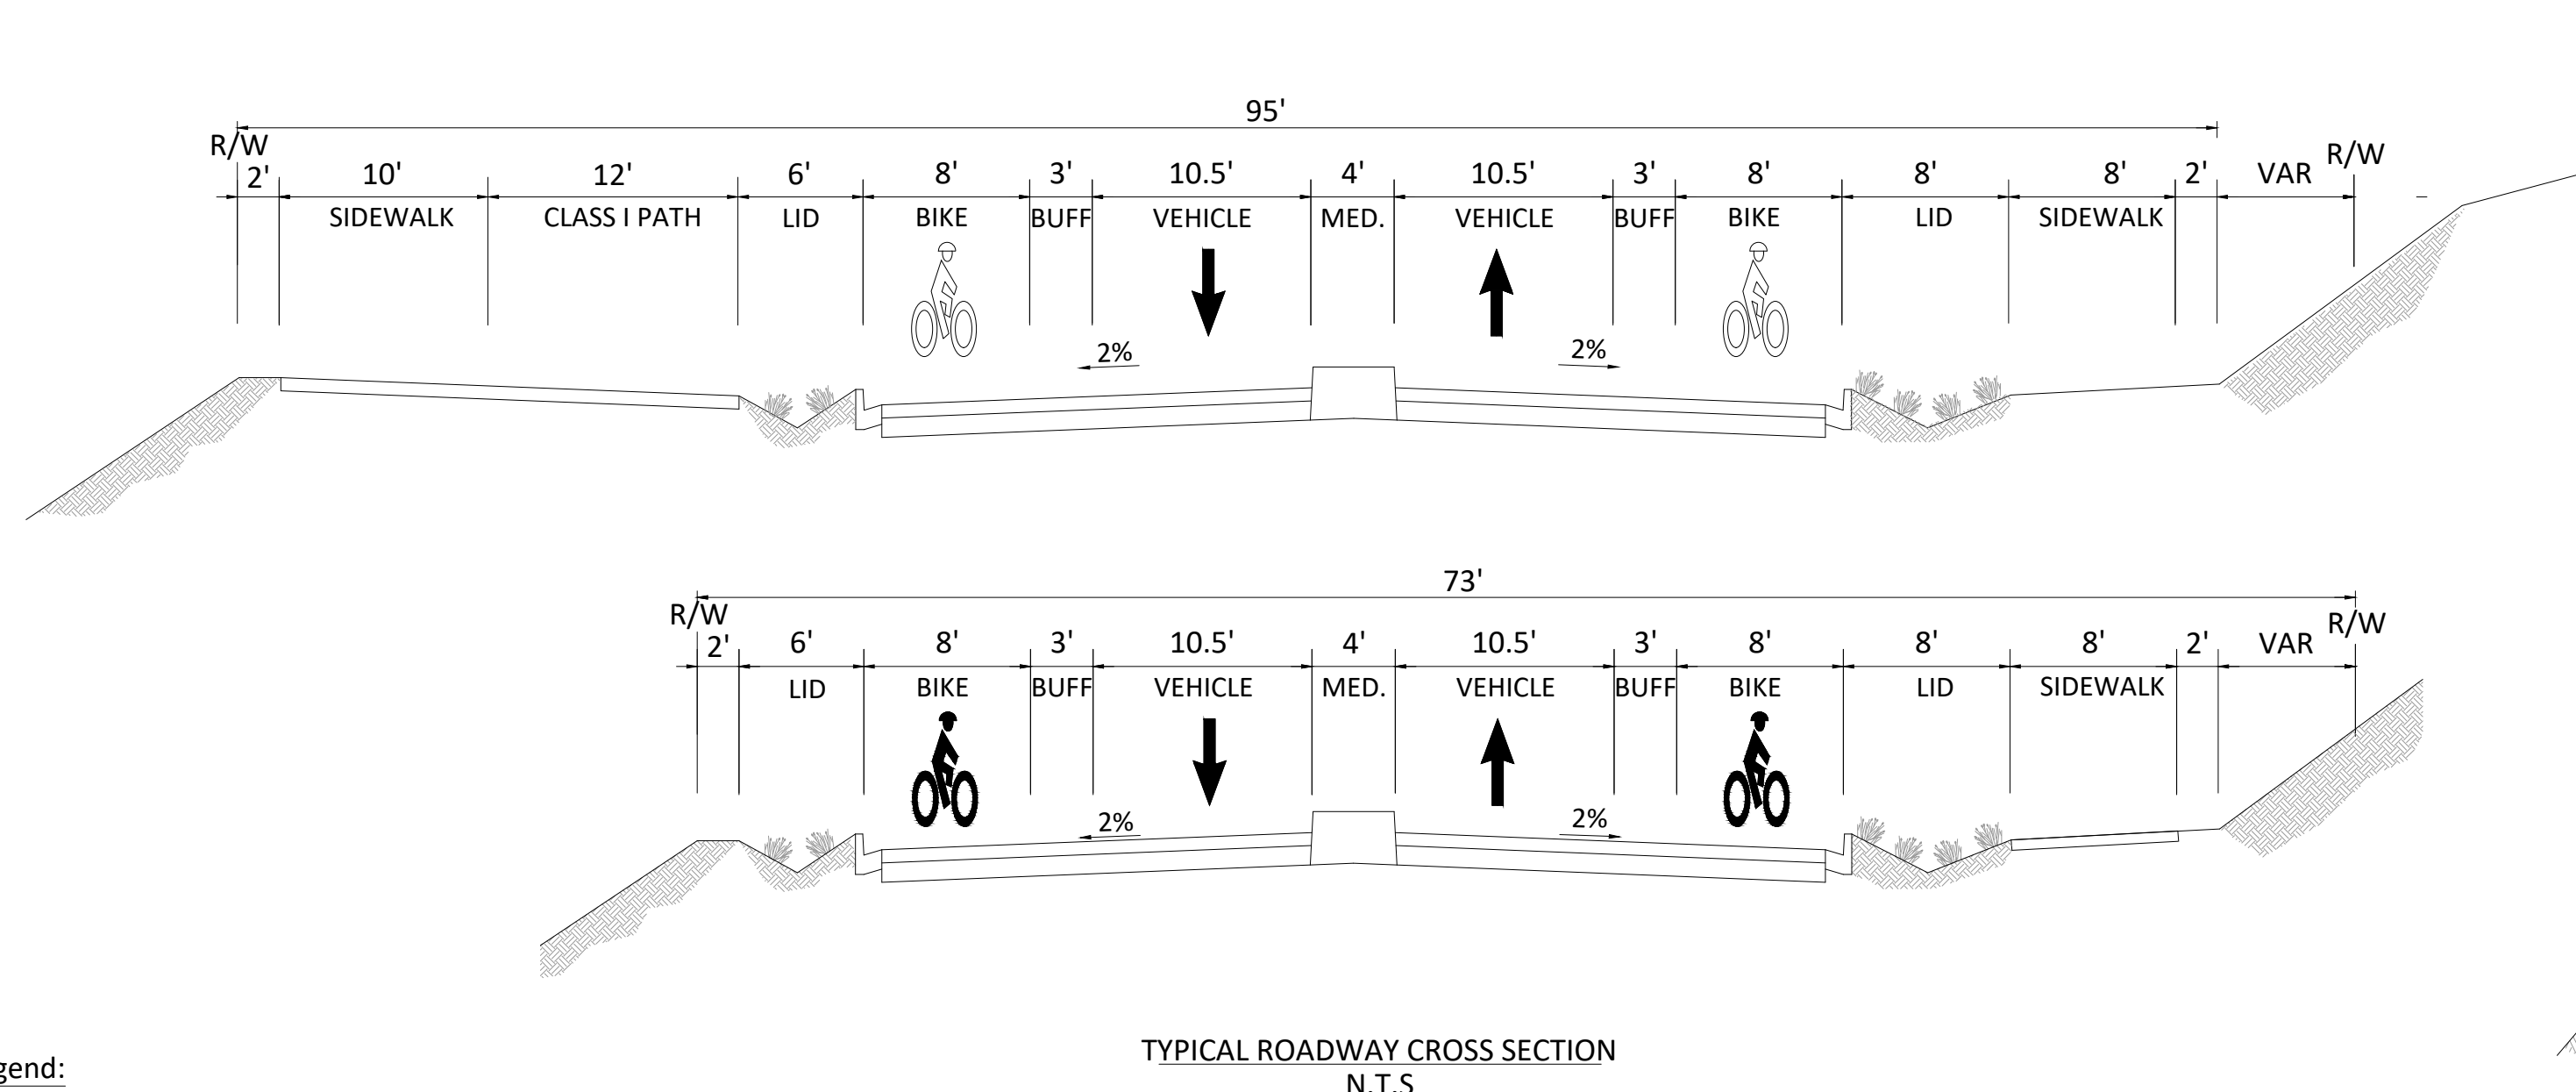 95'
R/W
2' 10' 12' 6' 8' 3' 10.5' 4' 10.5' 3' 8' 8' 8' 2' VAR R/W
SIDEWALK CLASS I PATH LID BIKE BUFF VEHICLE MED. VEHICLE BUFF BIKE LID SIDEWALK
2% 2%
73'
R/W
2' 6' 8' 3' 10.5' 4' 10.5' 3' 8' 8' 8' 2' VAR R/W
LID BIKE BUFF VEHICLE MED. VEHICLE BUFF BIKE LID SIDEWALK
2% 2%
TYPICAL ROADWAY CROSS SECTION
N.T.S
gend: